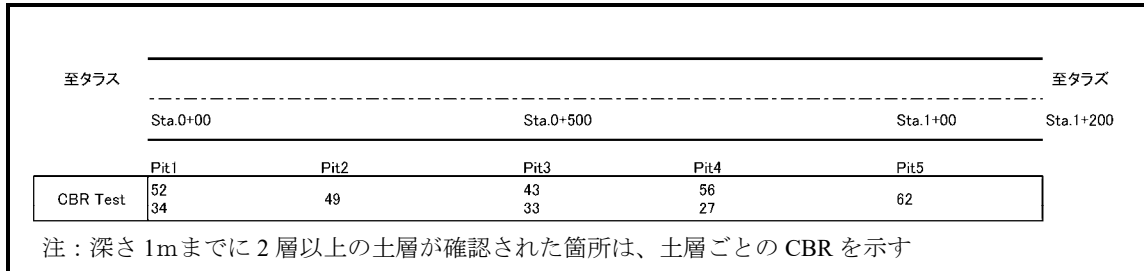 至タラス 至タラズ
Sta.0+00 Sta.0+500 Sta.1+00 Sta.1+200
Pit1 Pit2 Pit3 Pit4 Pit5
CBR Test 52 49 43 56 62
34 33 27
注：深さ 1mまでに 2 層以上の土層が確認された箇所は、土層ごとの CBR を示す